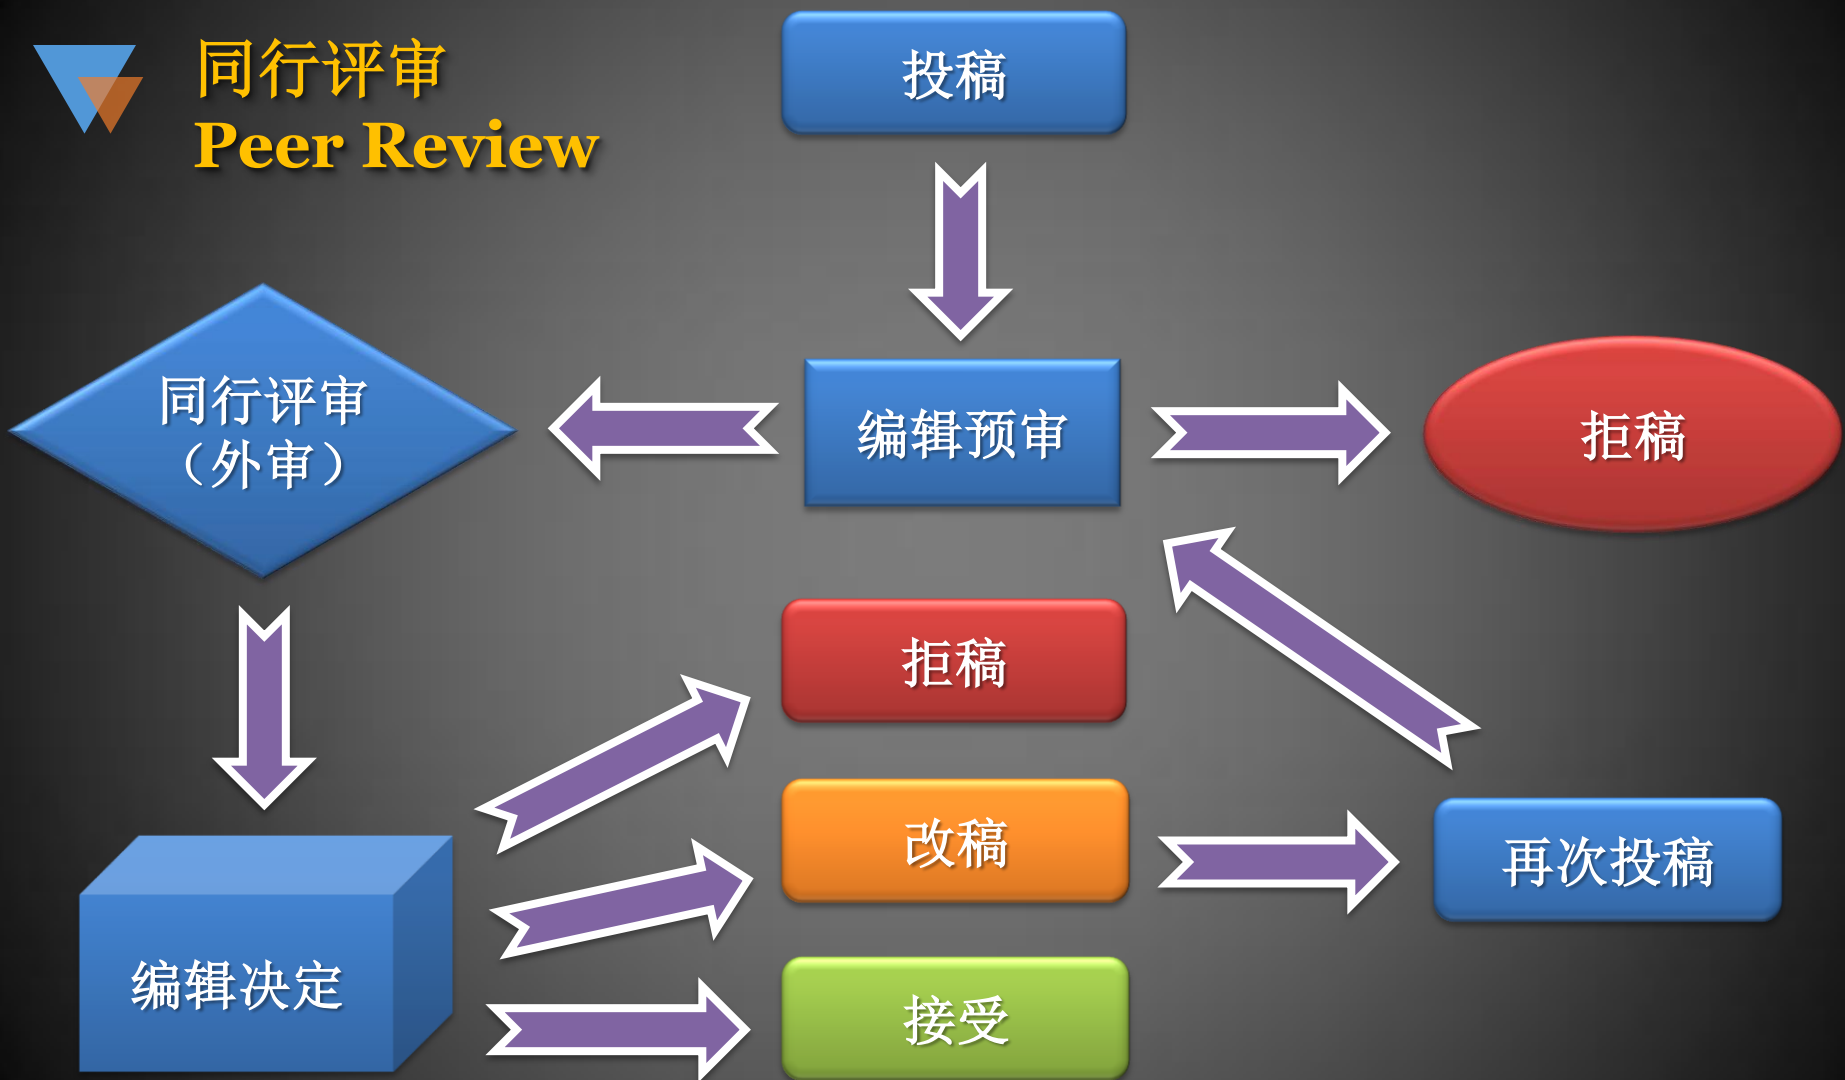 同行评审
Peer Review
投稿
同行评审
（外审）
编辑预审
拒稿
拒稿
改稿
再次投稿
编辑决定
接受